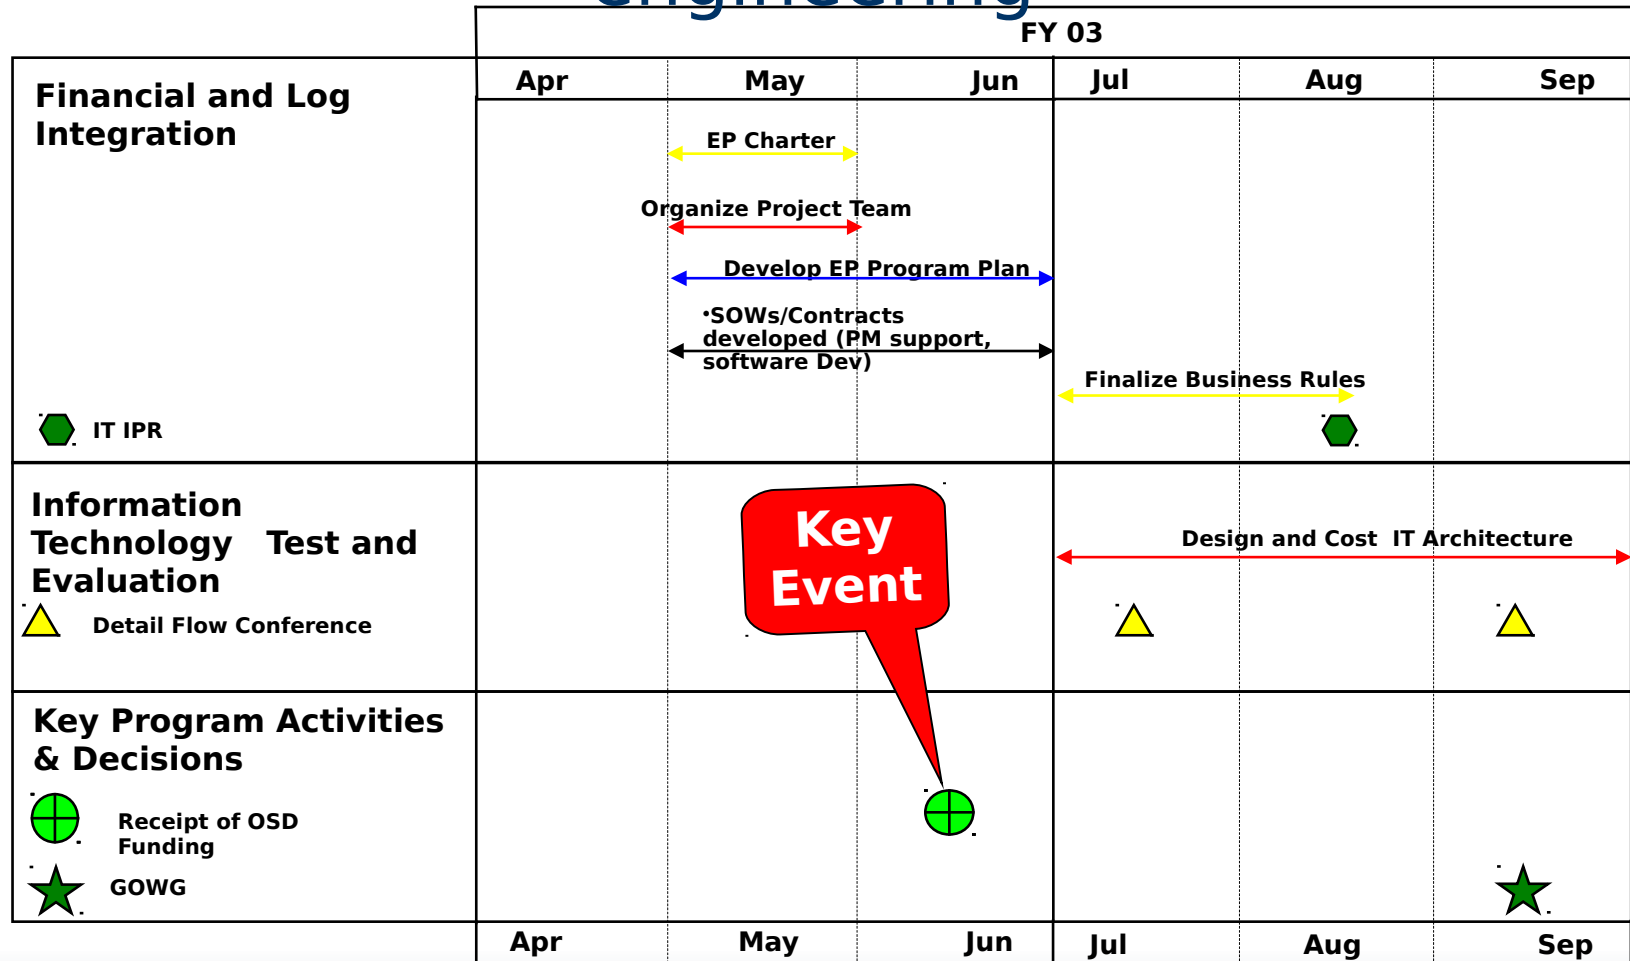 engineering
FY 03
Apr May Jun Jul Aug Sep
Financial and Log
Integration
EP Charter
Organize Project Team
Develop EP Program Plan
•SOWs/Contracts
developed (PM support,
software Dev)
Finalize Business Rules
IT IPR
Information
Technology Test and
Evaluation
Key
Event
Design and Cost IT Architecture
Detail Flow Conference
Key Program Activities
& Decisions
Receipt of OSD
Funding
GOWG
Apr May Jun Jul Aug Sep